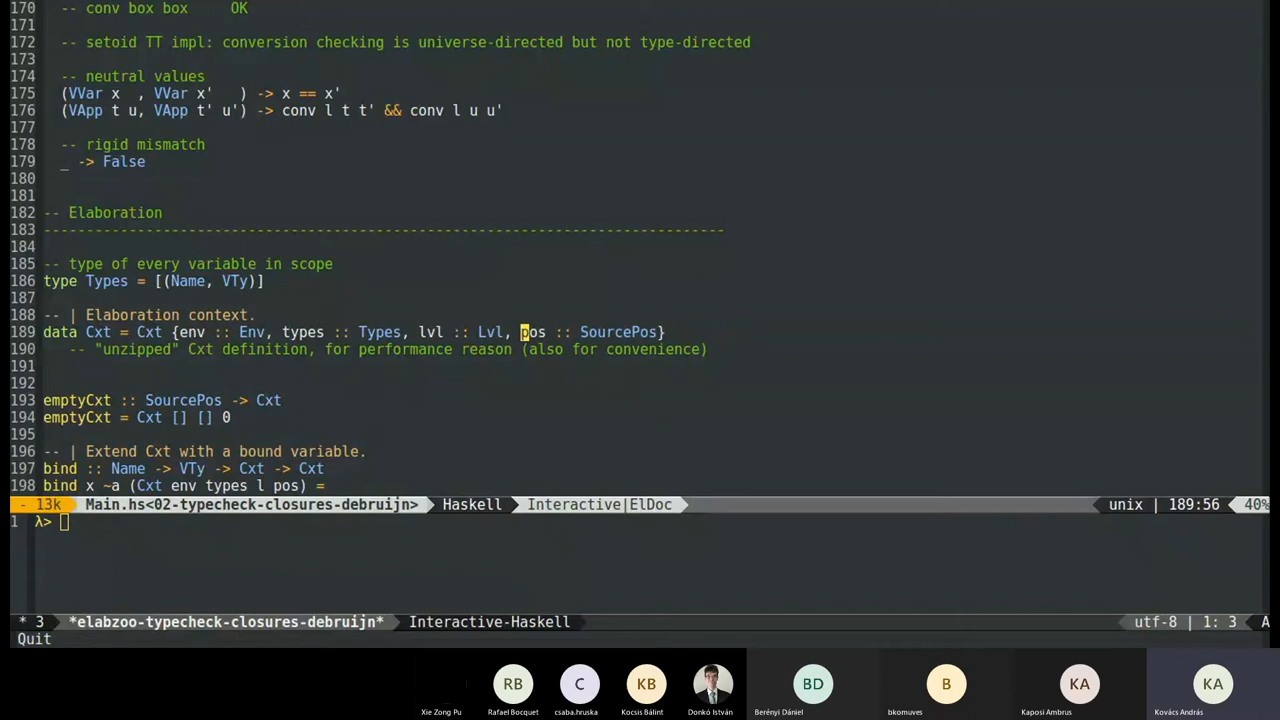 170 -- conv box box     OK
171
172 -- setoid TT impl: conversion checking is universe-directed but not type-directed
173
174 -- neutral values
175 (VVar x  , VVar x'   ) -> x == x'
176 (VApp t u, VApp t' u') -> conv l t t' && conv l u u'
177
178 -- rigid mismatch
179 _ -> False
180
181
182 -- Elaboration
183 --------------------------------------------------------------------------------
184
185 -- type of every variable in scope
186 type Types = [(Name, VTy)]
187
188 -- | Elaboration context.
189 data Cxt = Cxt {env :: Env, types :: Types, lvl :: Lvl, pos :: SourcePos}
190 -- "unzipped" Cxt definition, for performance reason (also for convenience)
191
192
193 emptyCxt :: SourcePos -> Cxt
194 emptyCxt = Cxt [] [] 0
195
196 -- | Extend Cxt with a bound variable.
197 bind :: Name -> VTy -> Cxt -> Cxt
198 bind x ~a (Cxt env types l pos) =
- 13k Main.hs<02-typecheck-closures-debruijn> Haskell Interactive|ElDoc unix | 189:56 40%
1 λ>
* 3 *elabzoo-typecheck-closures-debruijn* Interactive-Haskell utf-8 | 1: 3 A
Quit
RB C KB BD B KA KA
Xie Zong Pu Rafael Bocquet csaba.hruska Kocsis Bálint Donkó István Berényi Dániel bkomuves Kaposi Ambrus Kovács András